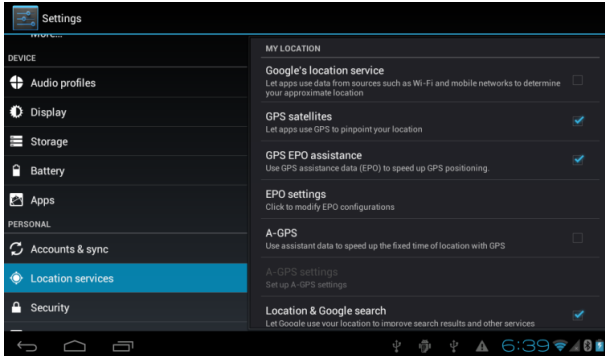 Settings
More...
DEVICE
Audio profiles
Display
Storage
Battery
Apps
PERSONAL
Accounts & sync
Location services
Security
MY LOCATION
Google's location service
Let apps use data from sources such as Wi-Fi and mobile networks to determine
your approximate location
GPS satellites
Let apps use GPS to pinpoint your location
GPS EPO assistance
Use GPS assistance data (EPO) to speed up GPS positioning.
EPO settings
Click to modify EPO configurations
A-GPS
Use assistant data to speed up the fixed time of location with GPS
A-GPS settings
Set up A-GPS settings
Location & Google search
Let Google use your location to improve search results and other services
6:39